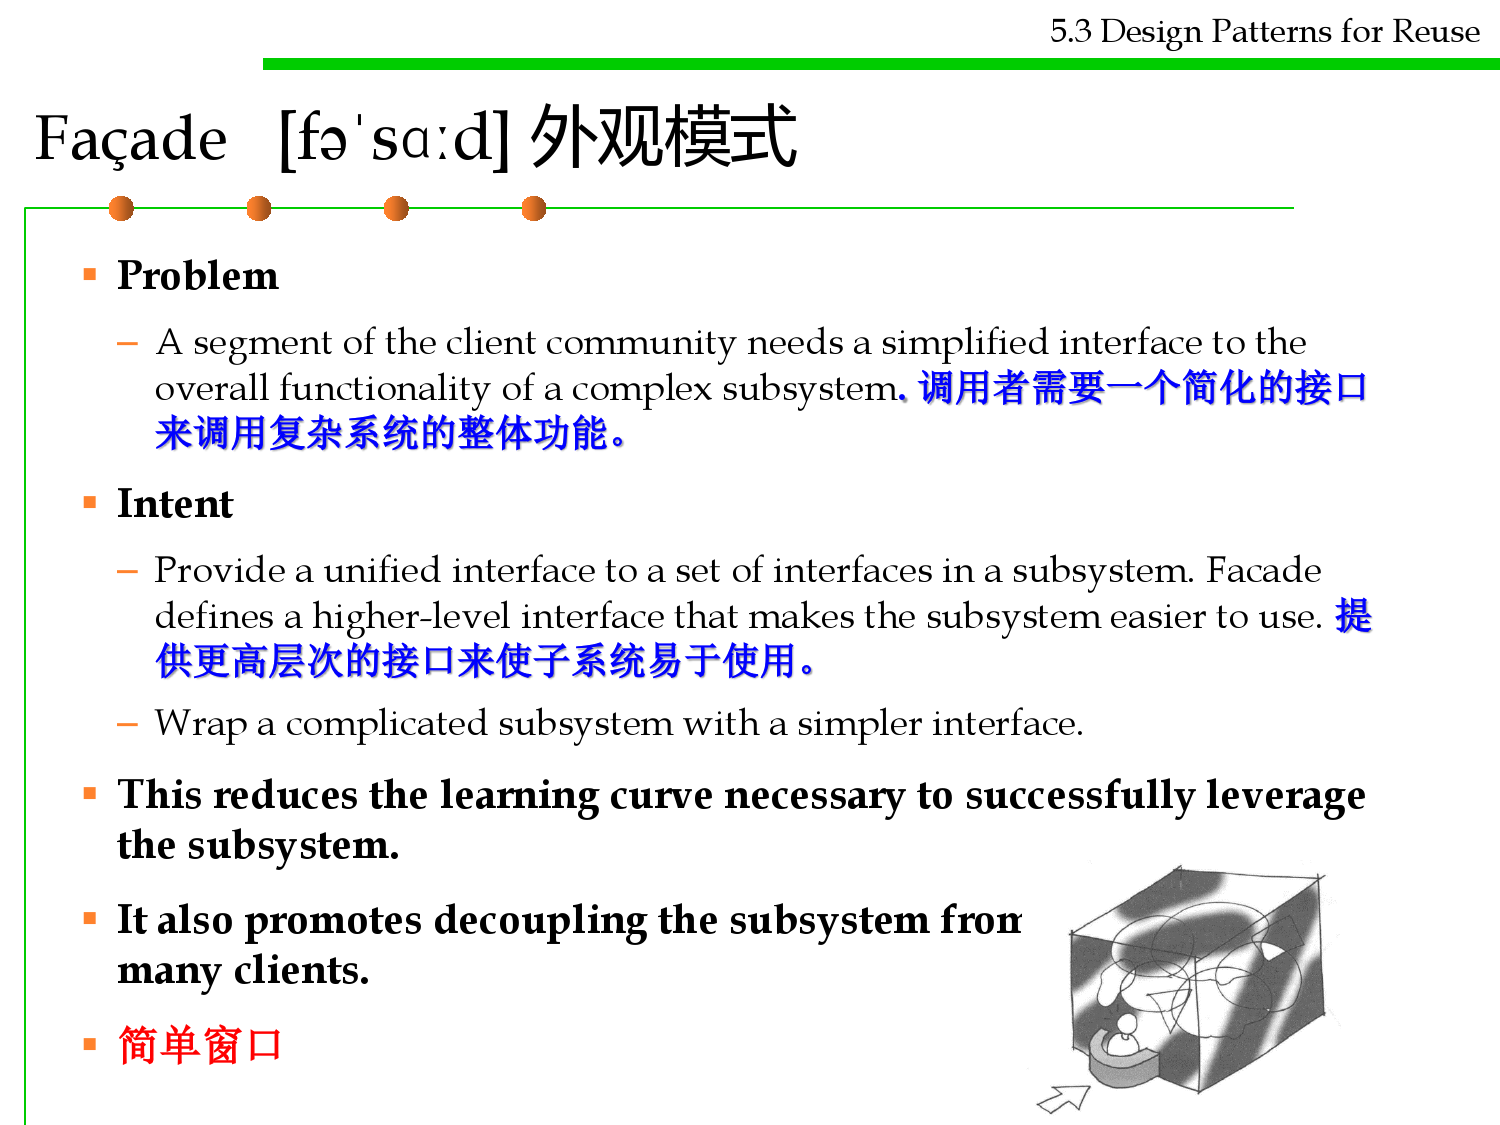 5.3 Design Patterns for Reuse
Façade [fəˈsɑːd] 外观模式
▪ Problem
– A segment of the client community needs a simplified interface to the
overall functionality of a complex subsystem. 调用者需要一个简化的接口
来调用复杂系统的整体功能。
▪ Intent
– Provide a unified interface to a set of interfaces in a subsystem. Facade
defines a higher-level interface that makes the subsystem easier to use. 提
供更高层次的接口来使子系统易于使用。
– Wrap a complicated subsystem with a simpler interface.
▪ This reduces the learning curve necessary to successfully leverage
the subsystem.
▪ It also promotes decoupling the subsystem from
many clients.
▪ 简单窗口